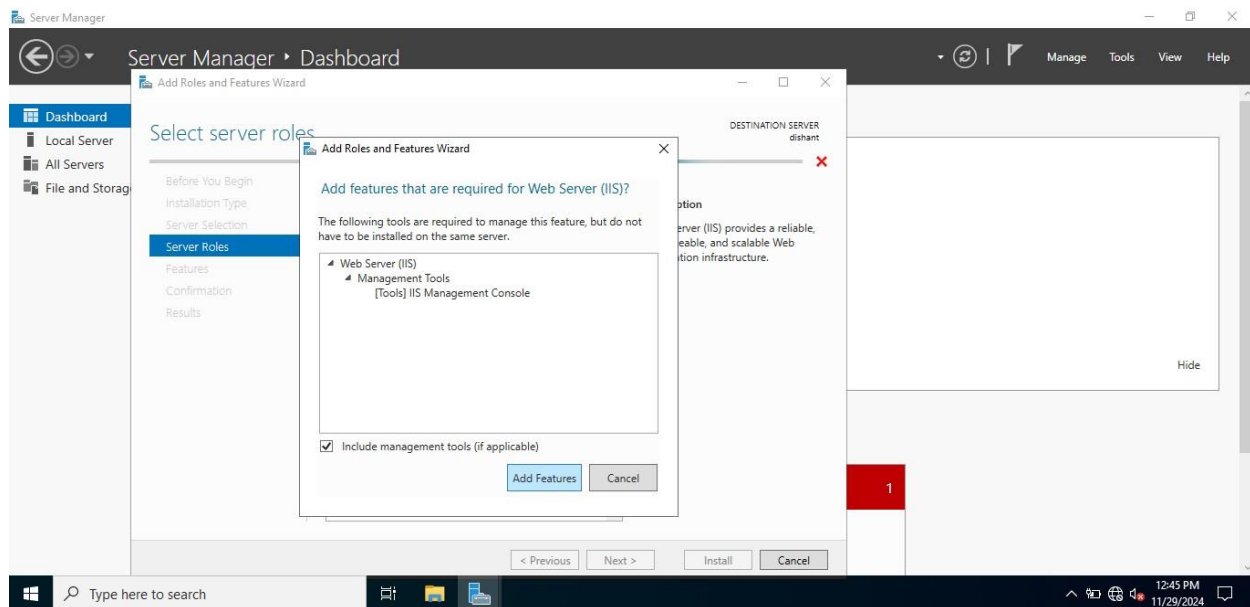 Server Manager
Server Manager ‣ Dashboard
Manage Tools View Help
Add Roles and Features Wizard
Dashboard
Local Server
All Servers
File and Storag
Select server roles
DESTINATION SERVER
dishant
Before You Begin
Installation Type
Server Selection
Server Roles
Features
Confirmation
Results
Add Roles and Features Wizard
Add features that are required for Web Server (IIS)?
The following tools are required to manage this feature, but do not
have to be installed on the same server.
Web Server (IIS)
Management Tools
[Tools] IIS Management Console
Include management tools (if applicable)
Add Features Cancel
ption
erver (IIS) provides a reliable,
eable, and scalable Web
tion infrastructure.
Hide
1
< Previous Next > Install Cancel
Type here to search
12:45 PM
11/29/2024